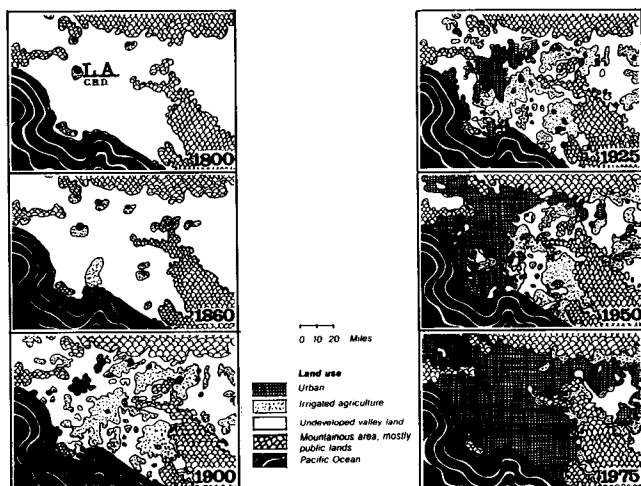 L.A.
C.B.D.
1800
1860
1900
1925
1950
1975
0 10 20 Miles
Land use
Urban
Irrigated agriculture
Undeveloped valley land
Mountainous area, mostly
public lands
Pacific Ocean